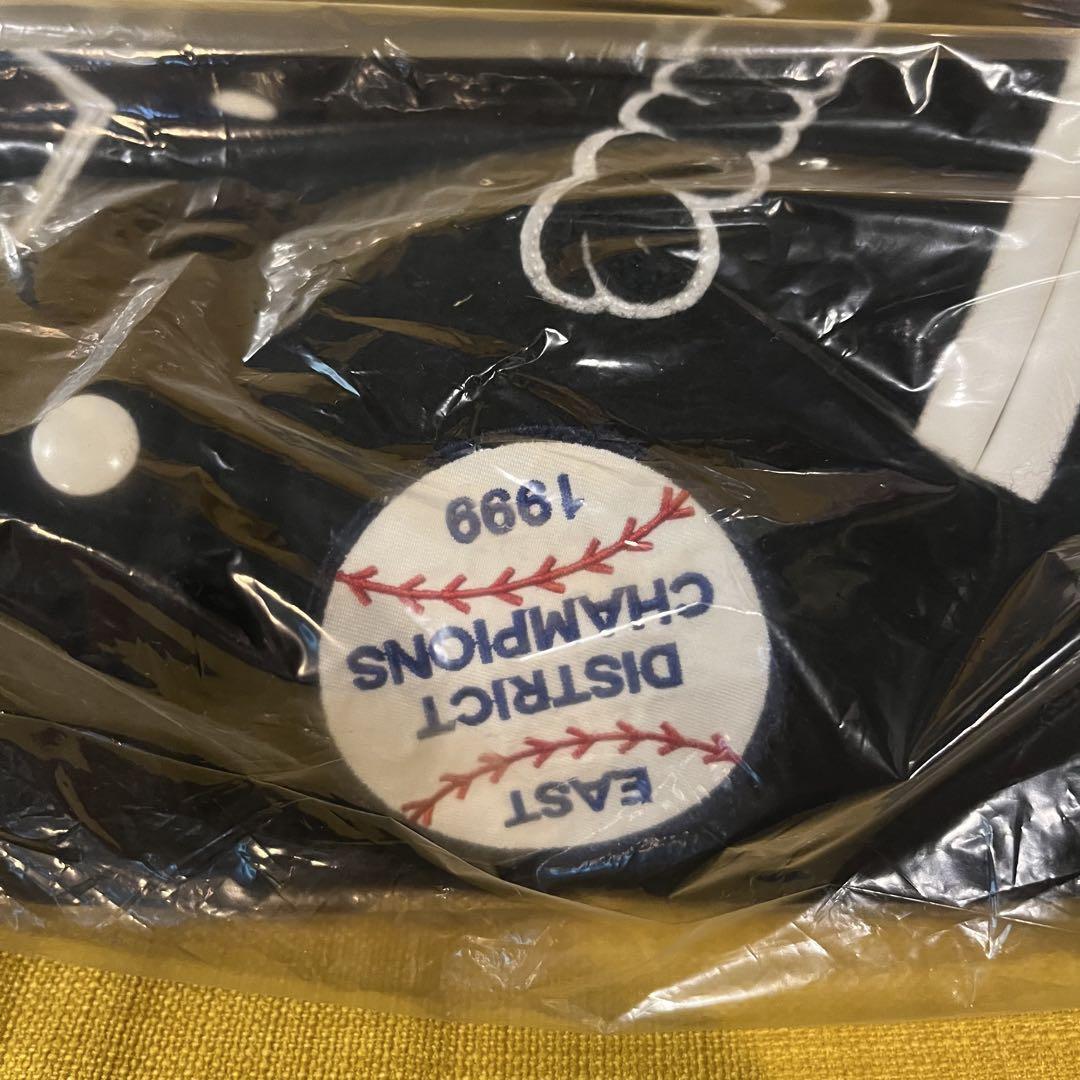 EAST
DISTRICT
CHAMPIONS
1999